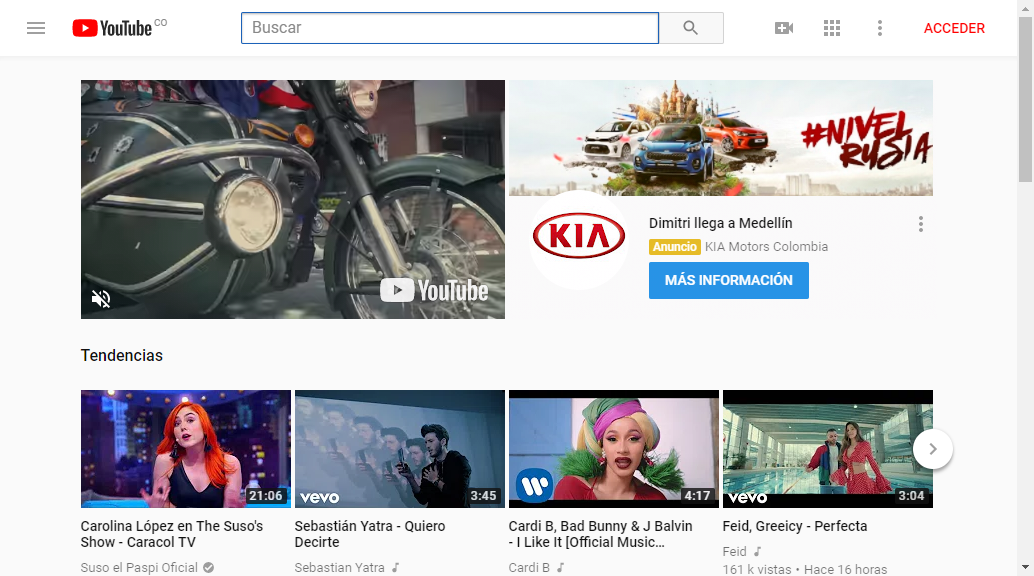 YouTube CO
Buscar
ACCEDER
#NIVEL
RUSIA
YouTube
KIA
Dimitri llega a Medellín
Anuncio KIA Motors Colombia
MÁS INFORMACIÓN
Tendencias
21:06
vevo 3:45
W 4:17
vevo 3:04
Carolina López en The Suso's
Show - Caracol TV
Suso el Paspi Oficial
Sebastián Yatra - Quiero
Decirte
Sebastian Yatra
Cardi B, Bad Bunny & J Balvin
- I Like It [Official Music...
Cardi B
Feid, Greeicy - Perfecta
Feid
161 k vistas • Hace 16 horas